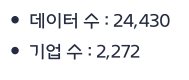 • 데이터 수 : 24,430
• 기업 수 : 2,272